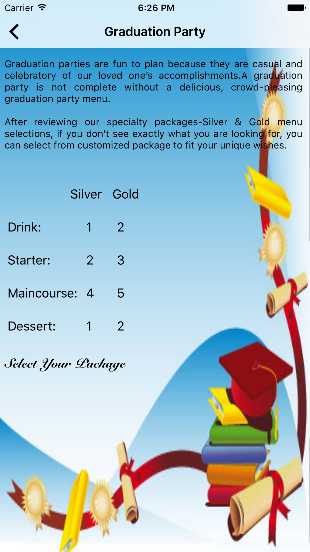 Carrier 6:26 PM
Graduation Party
Graduation parties are fun to plan because they are casual and
celebratory of our loved one's accomplishments.A graduation
party is not complete without a delicious, crowd-pleasing
graduation party menu.
After reviewing our specialty packages-Silver & Gold menu
selections, if you don't see exactly what you are looking for, you
can select from customized package to fit your unique wishes.
Silver Gold
Drink: 1 2
Starter: 2 3
Maincourse: 4 5
Dessert: 1 2
Select Your Package